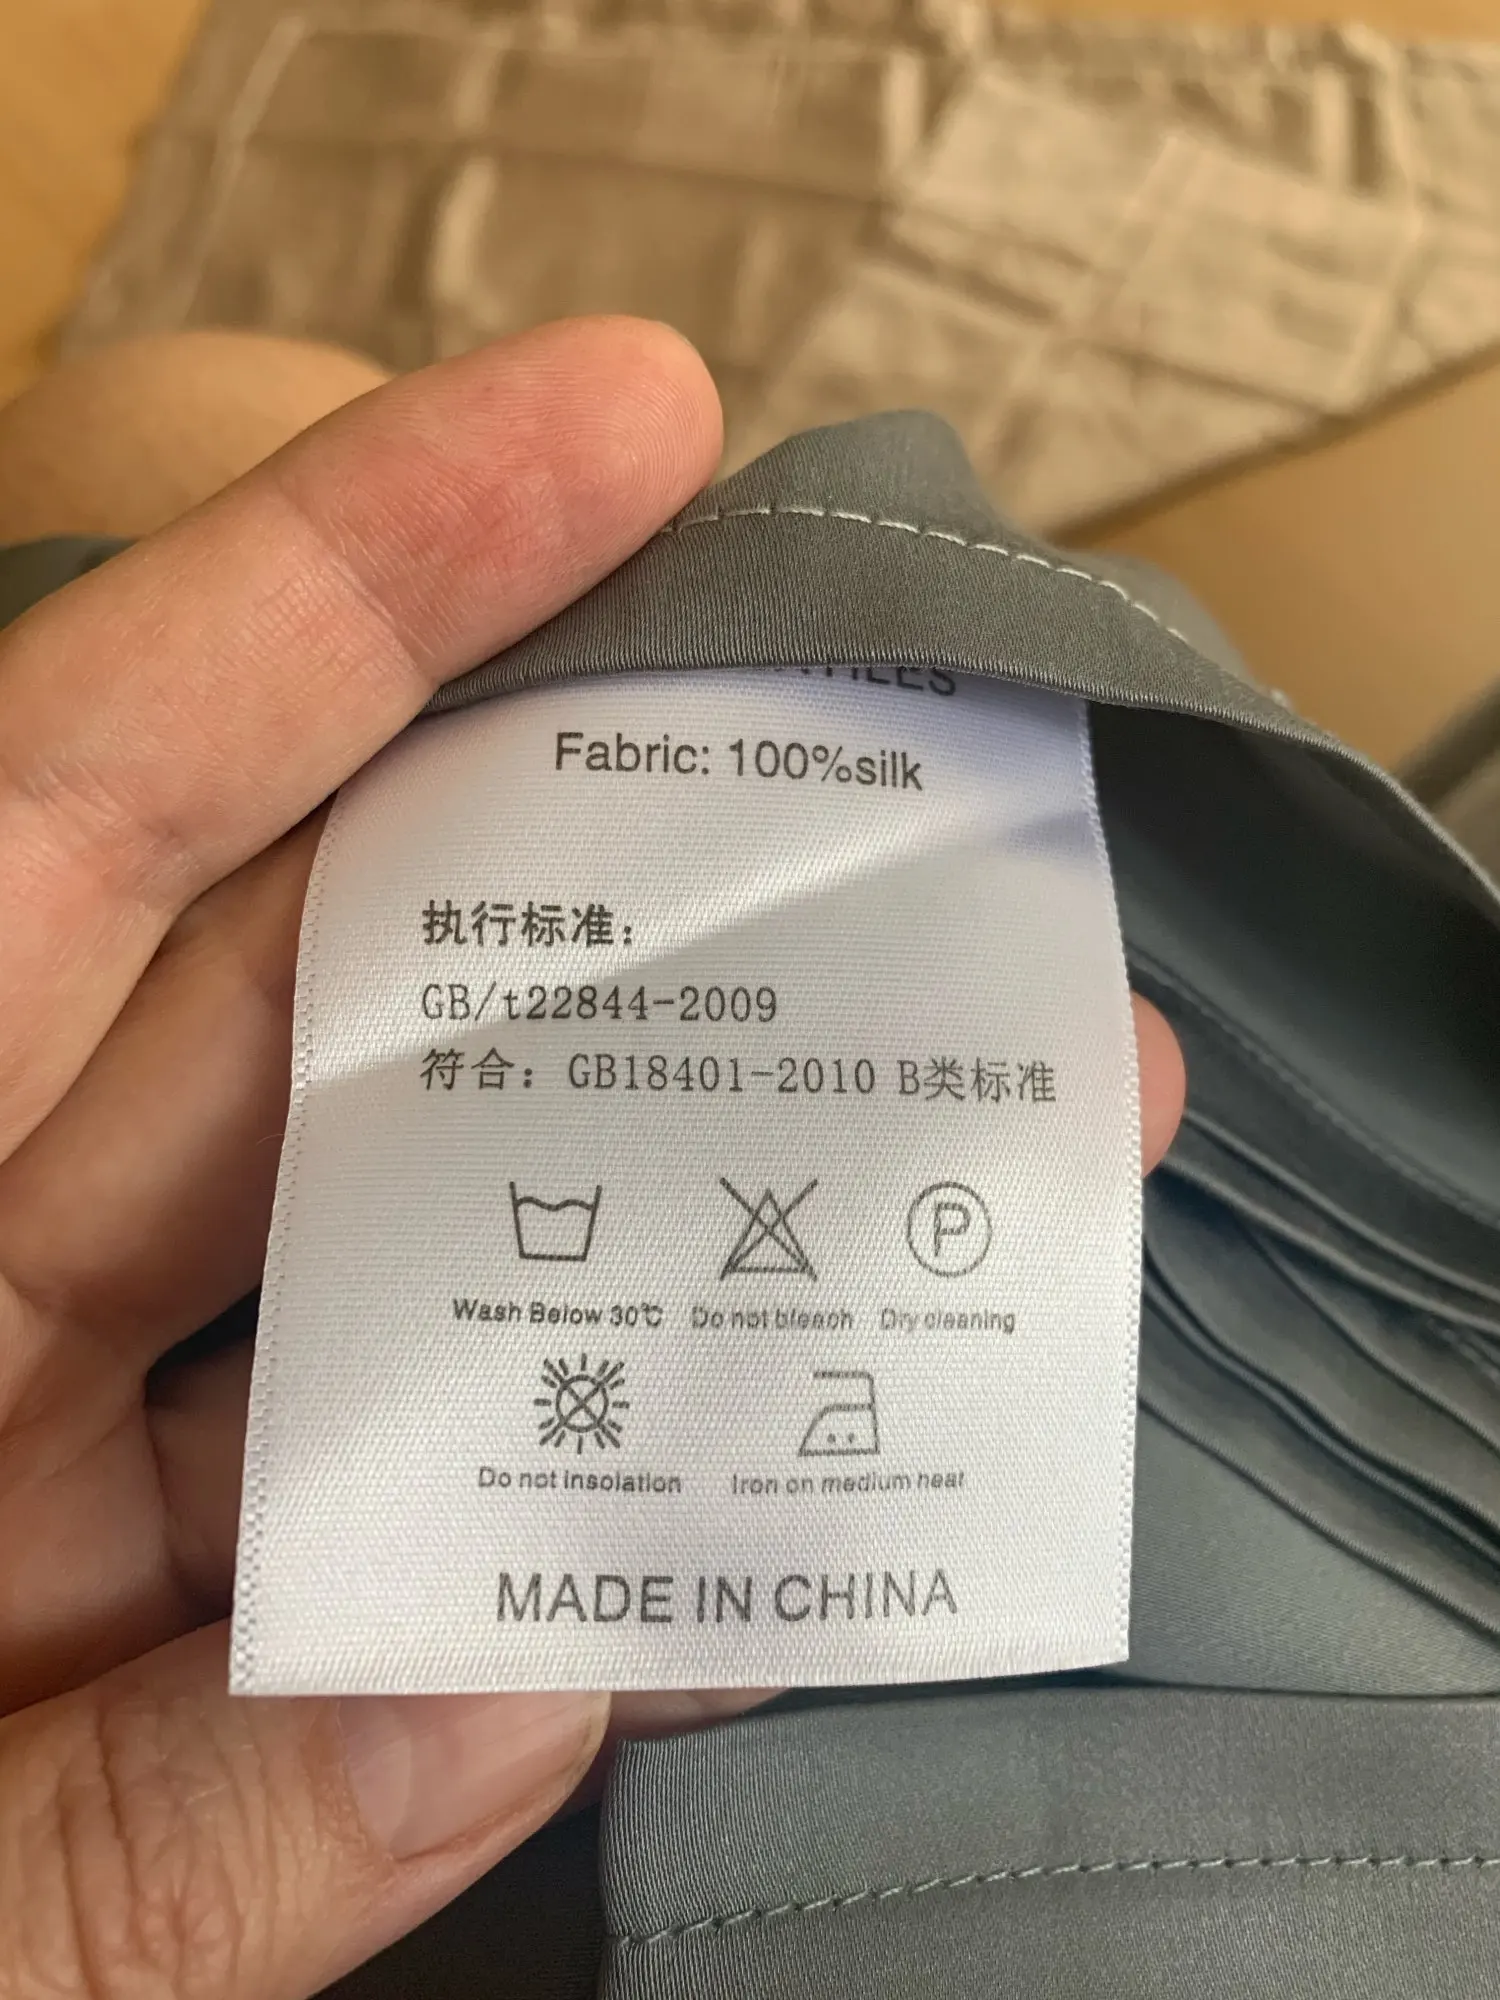 Fabric: 100%silk
执行标准:
GB/t22844-2009
符合: GB18401-2010 B类标准
P
Wash Below 30℃ Do not bleach Dry cleaning
Do not insolation Iron on medium heat
MADE IN CHINA